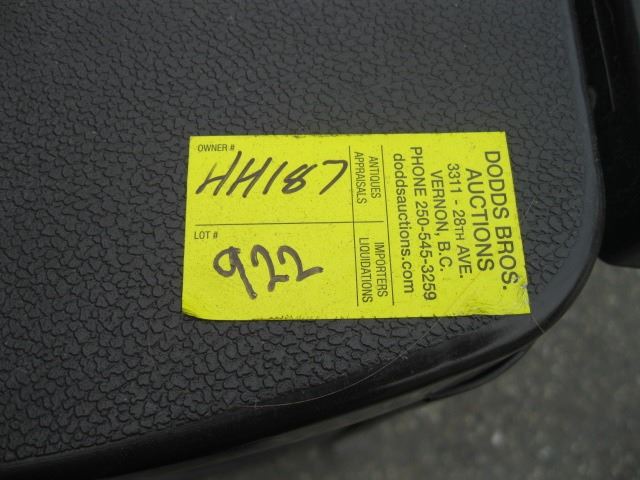 OWNER #
HH187
LOT #
922
ANTIQUES
APPRAISALS
IMPORTERS
LIQUIDATIONS
DODDS BROS.
AUCTIONS
3311 - 28TH AVE.
VERNON, B.C.
PHONE 250-545-3259
doddsauctions.com